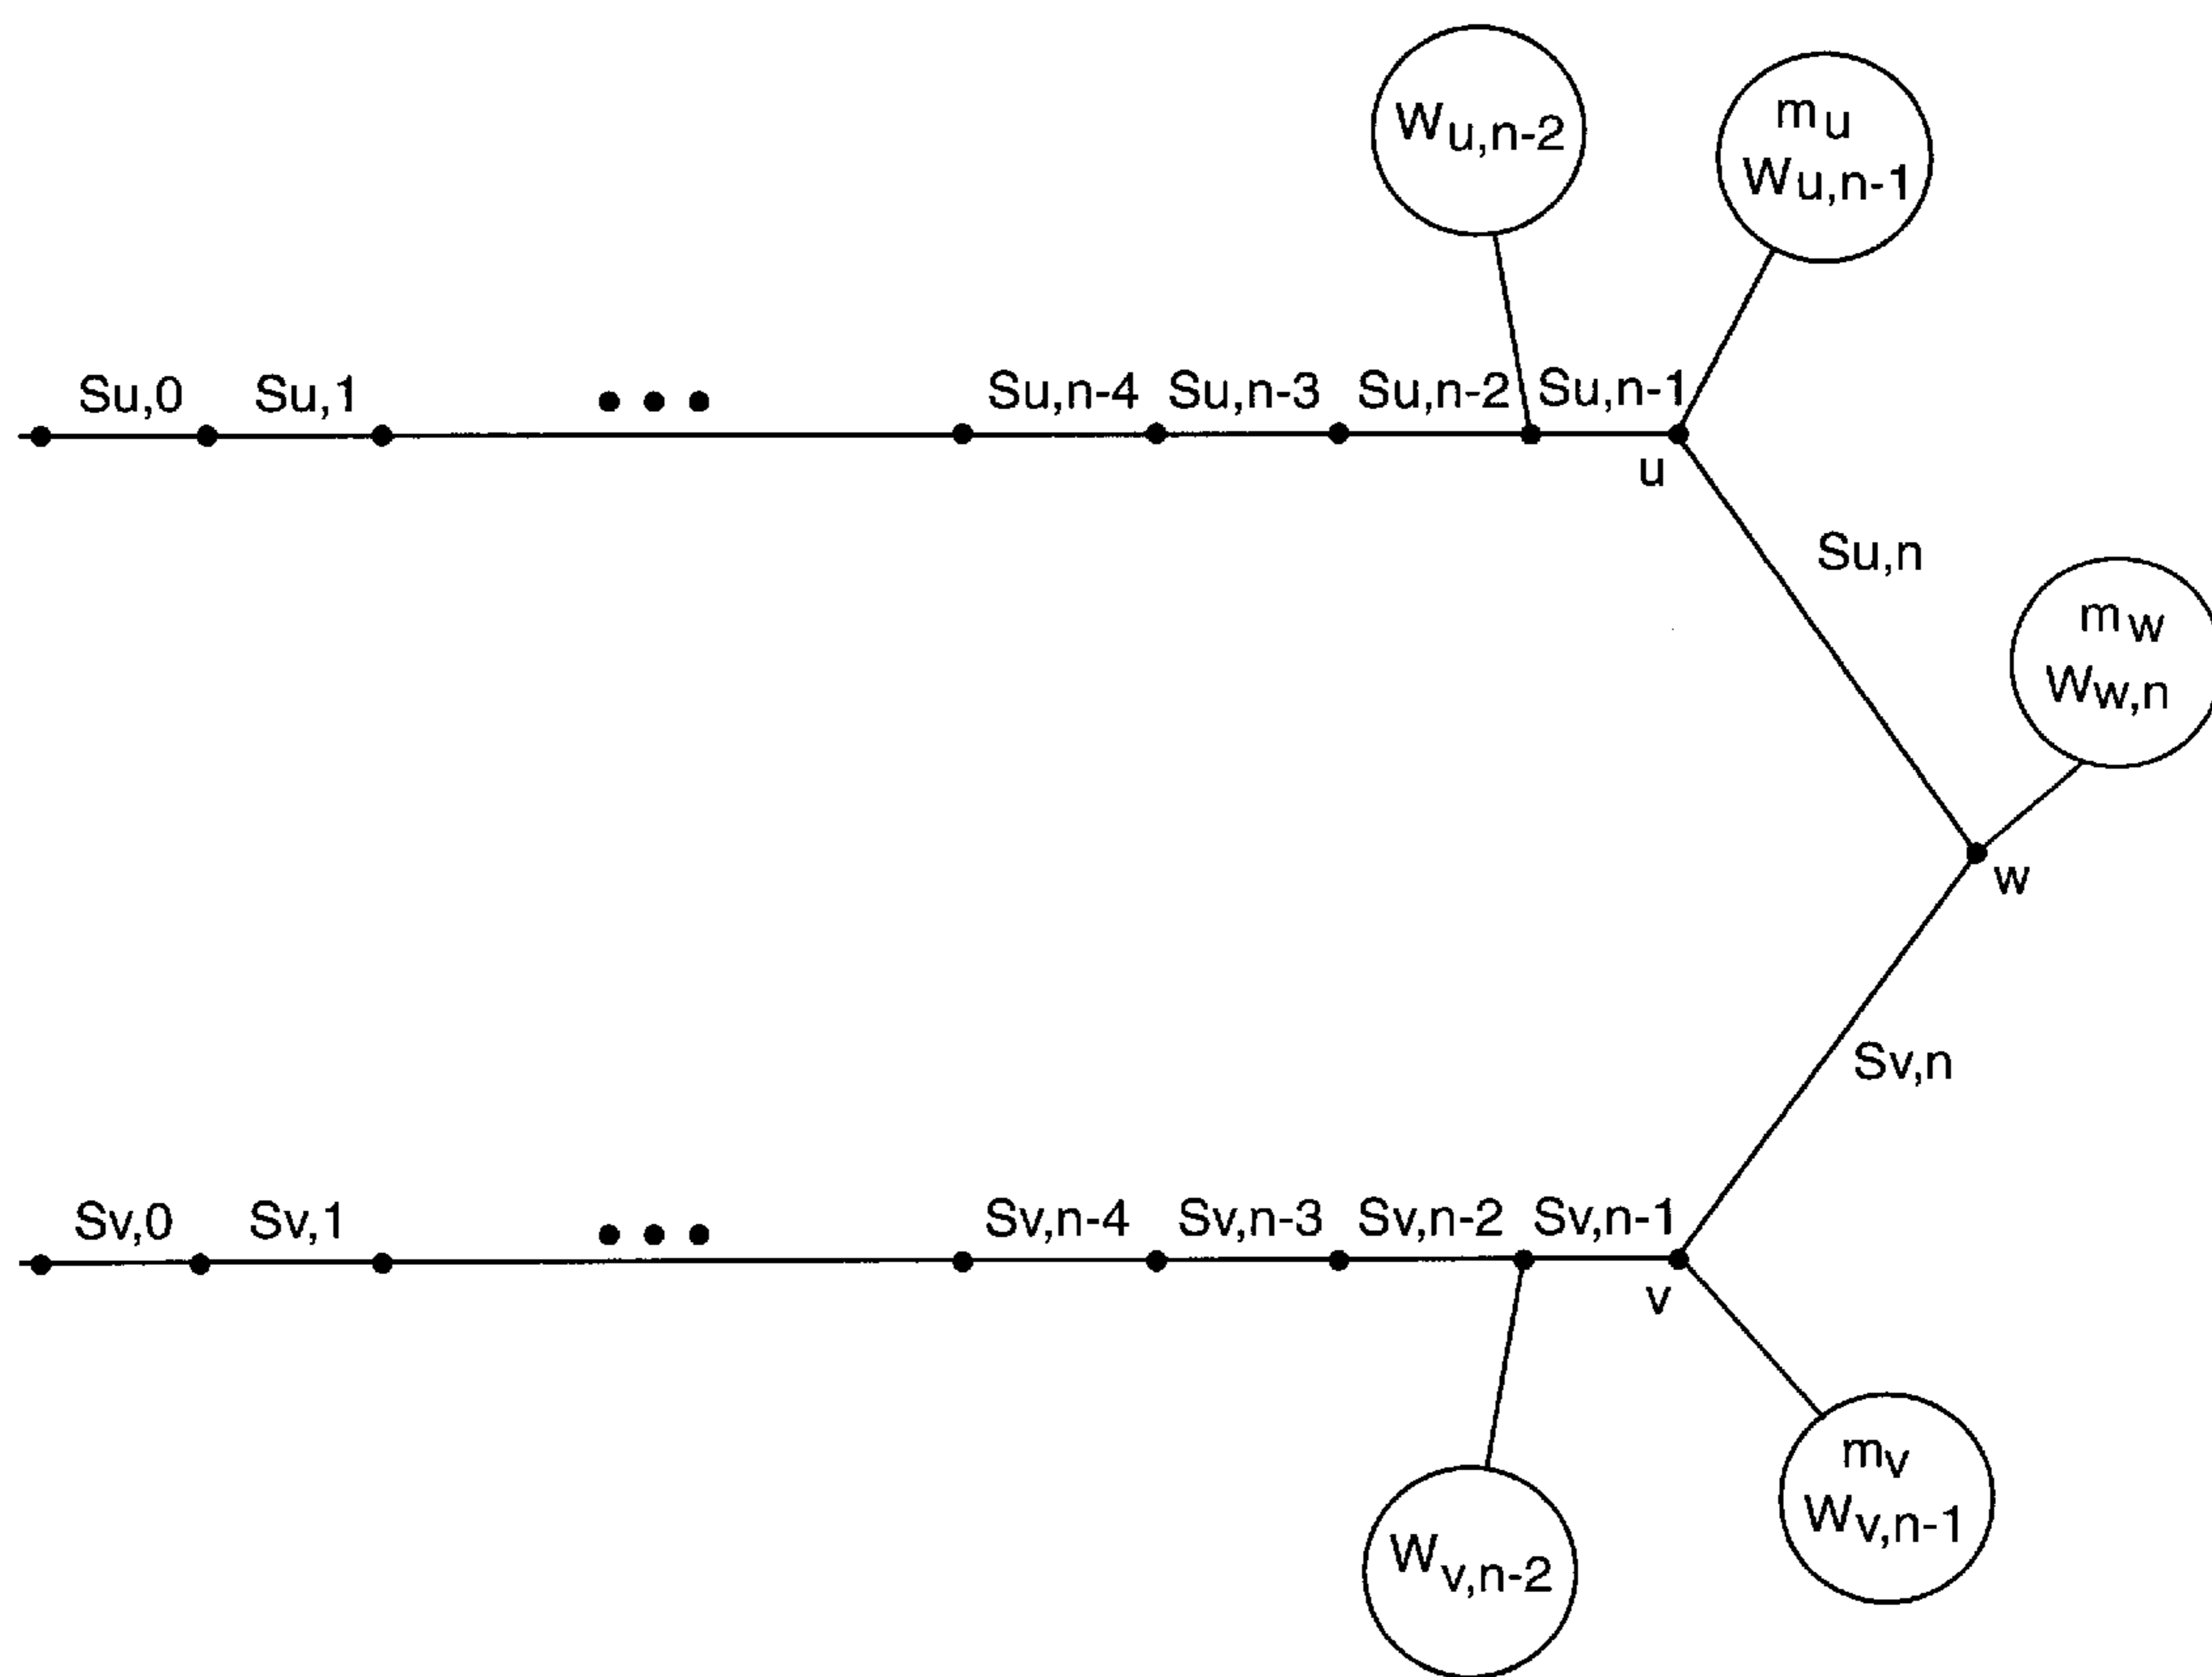 Wu,n-2
mu
Wu,n-1
Su,0 Su,1 ••• Su,n-4 Su,n-3 Su,n-2 Su,n-1
u
Su,n
mw
Ww,n
w
Sv,n
Sv,0 Sv,1 ••• Sv,n-4 Sv,n-3 Sv,n-2 Sv,n-1
v
mv
Wv,n-1
Wv,n-2